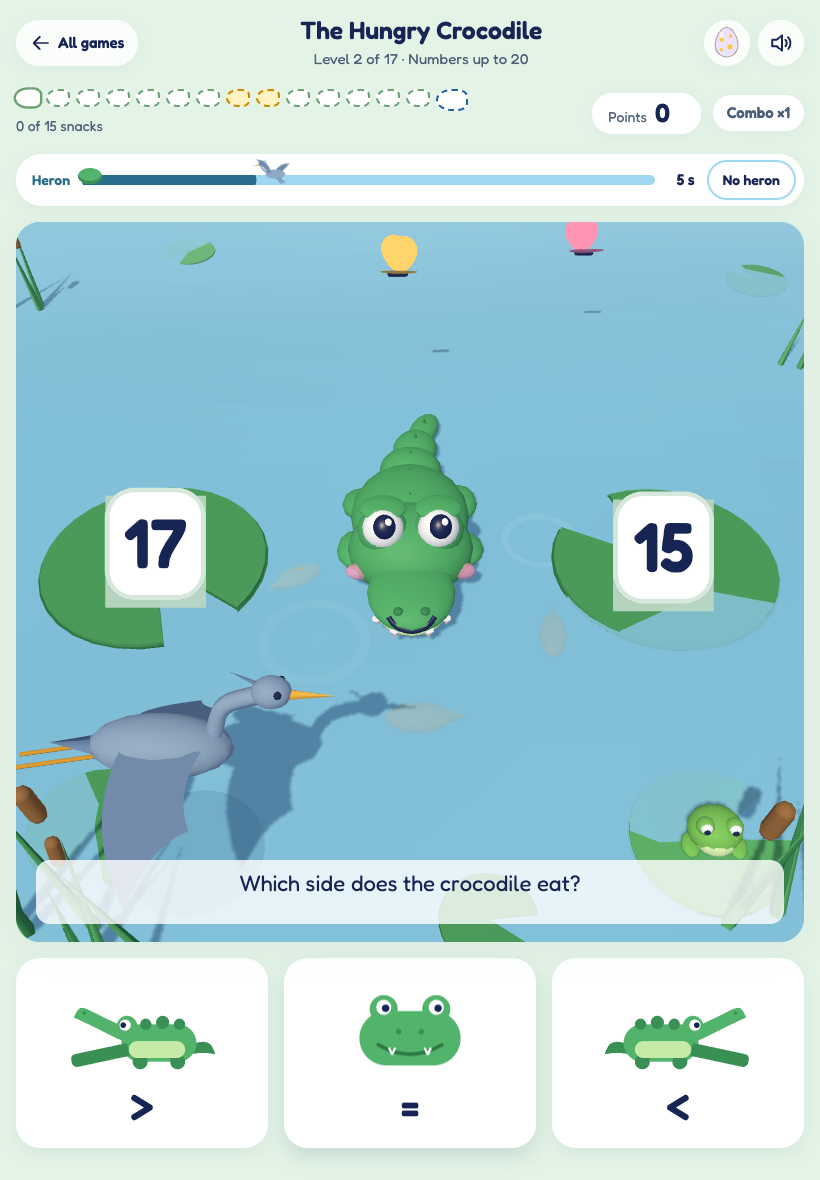 All games
The Hungry Crocodile
Level 2 of 17 · Numbers up to 20
0 of 15 snacks
Points 0
Combo ×1
Heron
5 s
No heron
17
15
Which side does the crocodile eat?
>
=
<